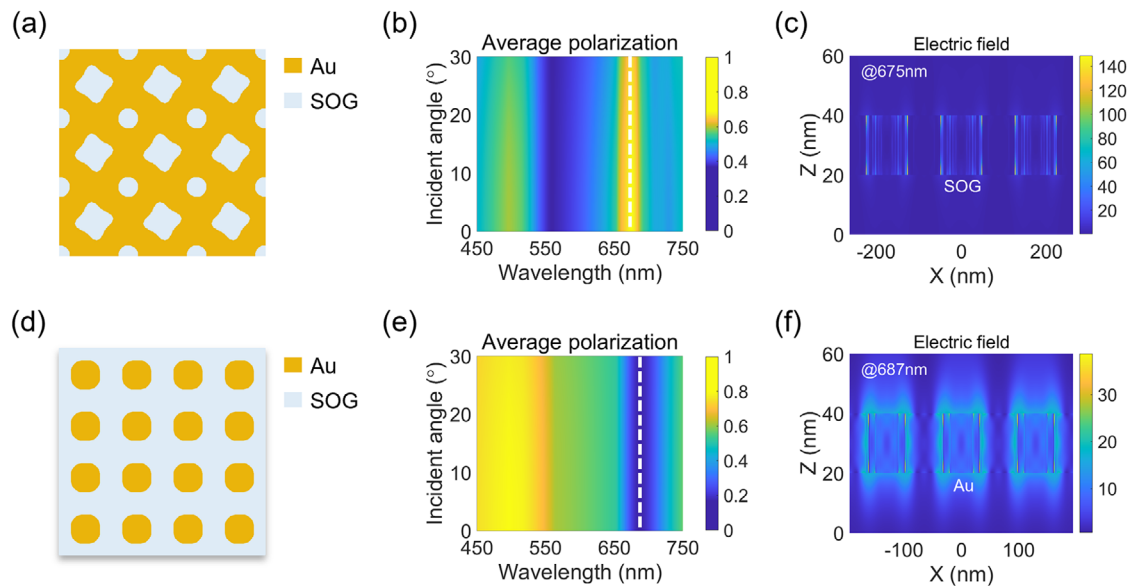 (a)
Au
SOG
(b)
Average polarization
Incident angle (°)
30
20
10
0
450
550
650
750
Wavelength (nm)
1
0.8
0.6
0.4
0.2
0
(c)
Electric field
@675nm
SOG
Z (nm)
60
40
20
0
-200
0
200
X (nm)
140
120
100
80
60
40
20
(d)
Au
SOG
(e)
Average polarization
Incident angle (°)
30
20
10
0
450
550
650
750
Wavelength (nm)
1
0.8
0.6
0.4
0.2
0
(f)
Electric field
@687nm
Au
Z (nm)
60
40
20
0
-100
0
100
X (nm)
30
20
10